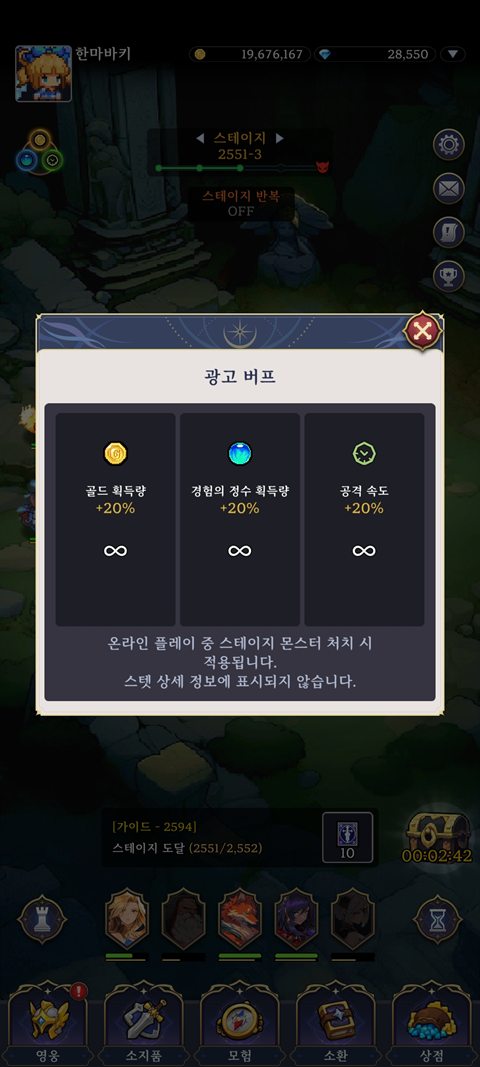 한마바키
19,676,167
28,550
스테이지
2551-3
스테이지 반복
OFF
광고 버프
골드 획득량
+20%
∞
경험의 정수 획득량
+20%
∞
공격 속도
+20%
∞
온라인 플레이 중 스테이지 몬스터 처치 시
적용됩니다.
스텟 상세 정보에 표시되지 않습니다.
[가이드 - 2594]
스테이지 도달 (2551/2,552)
10
00:02:42
영웅
소지품
모험
소환
상점